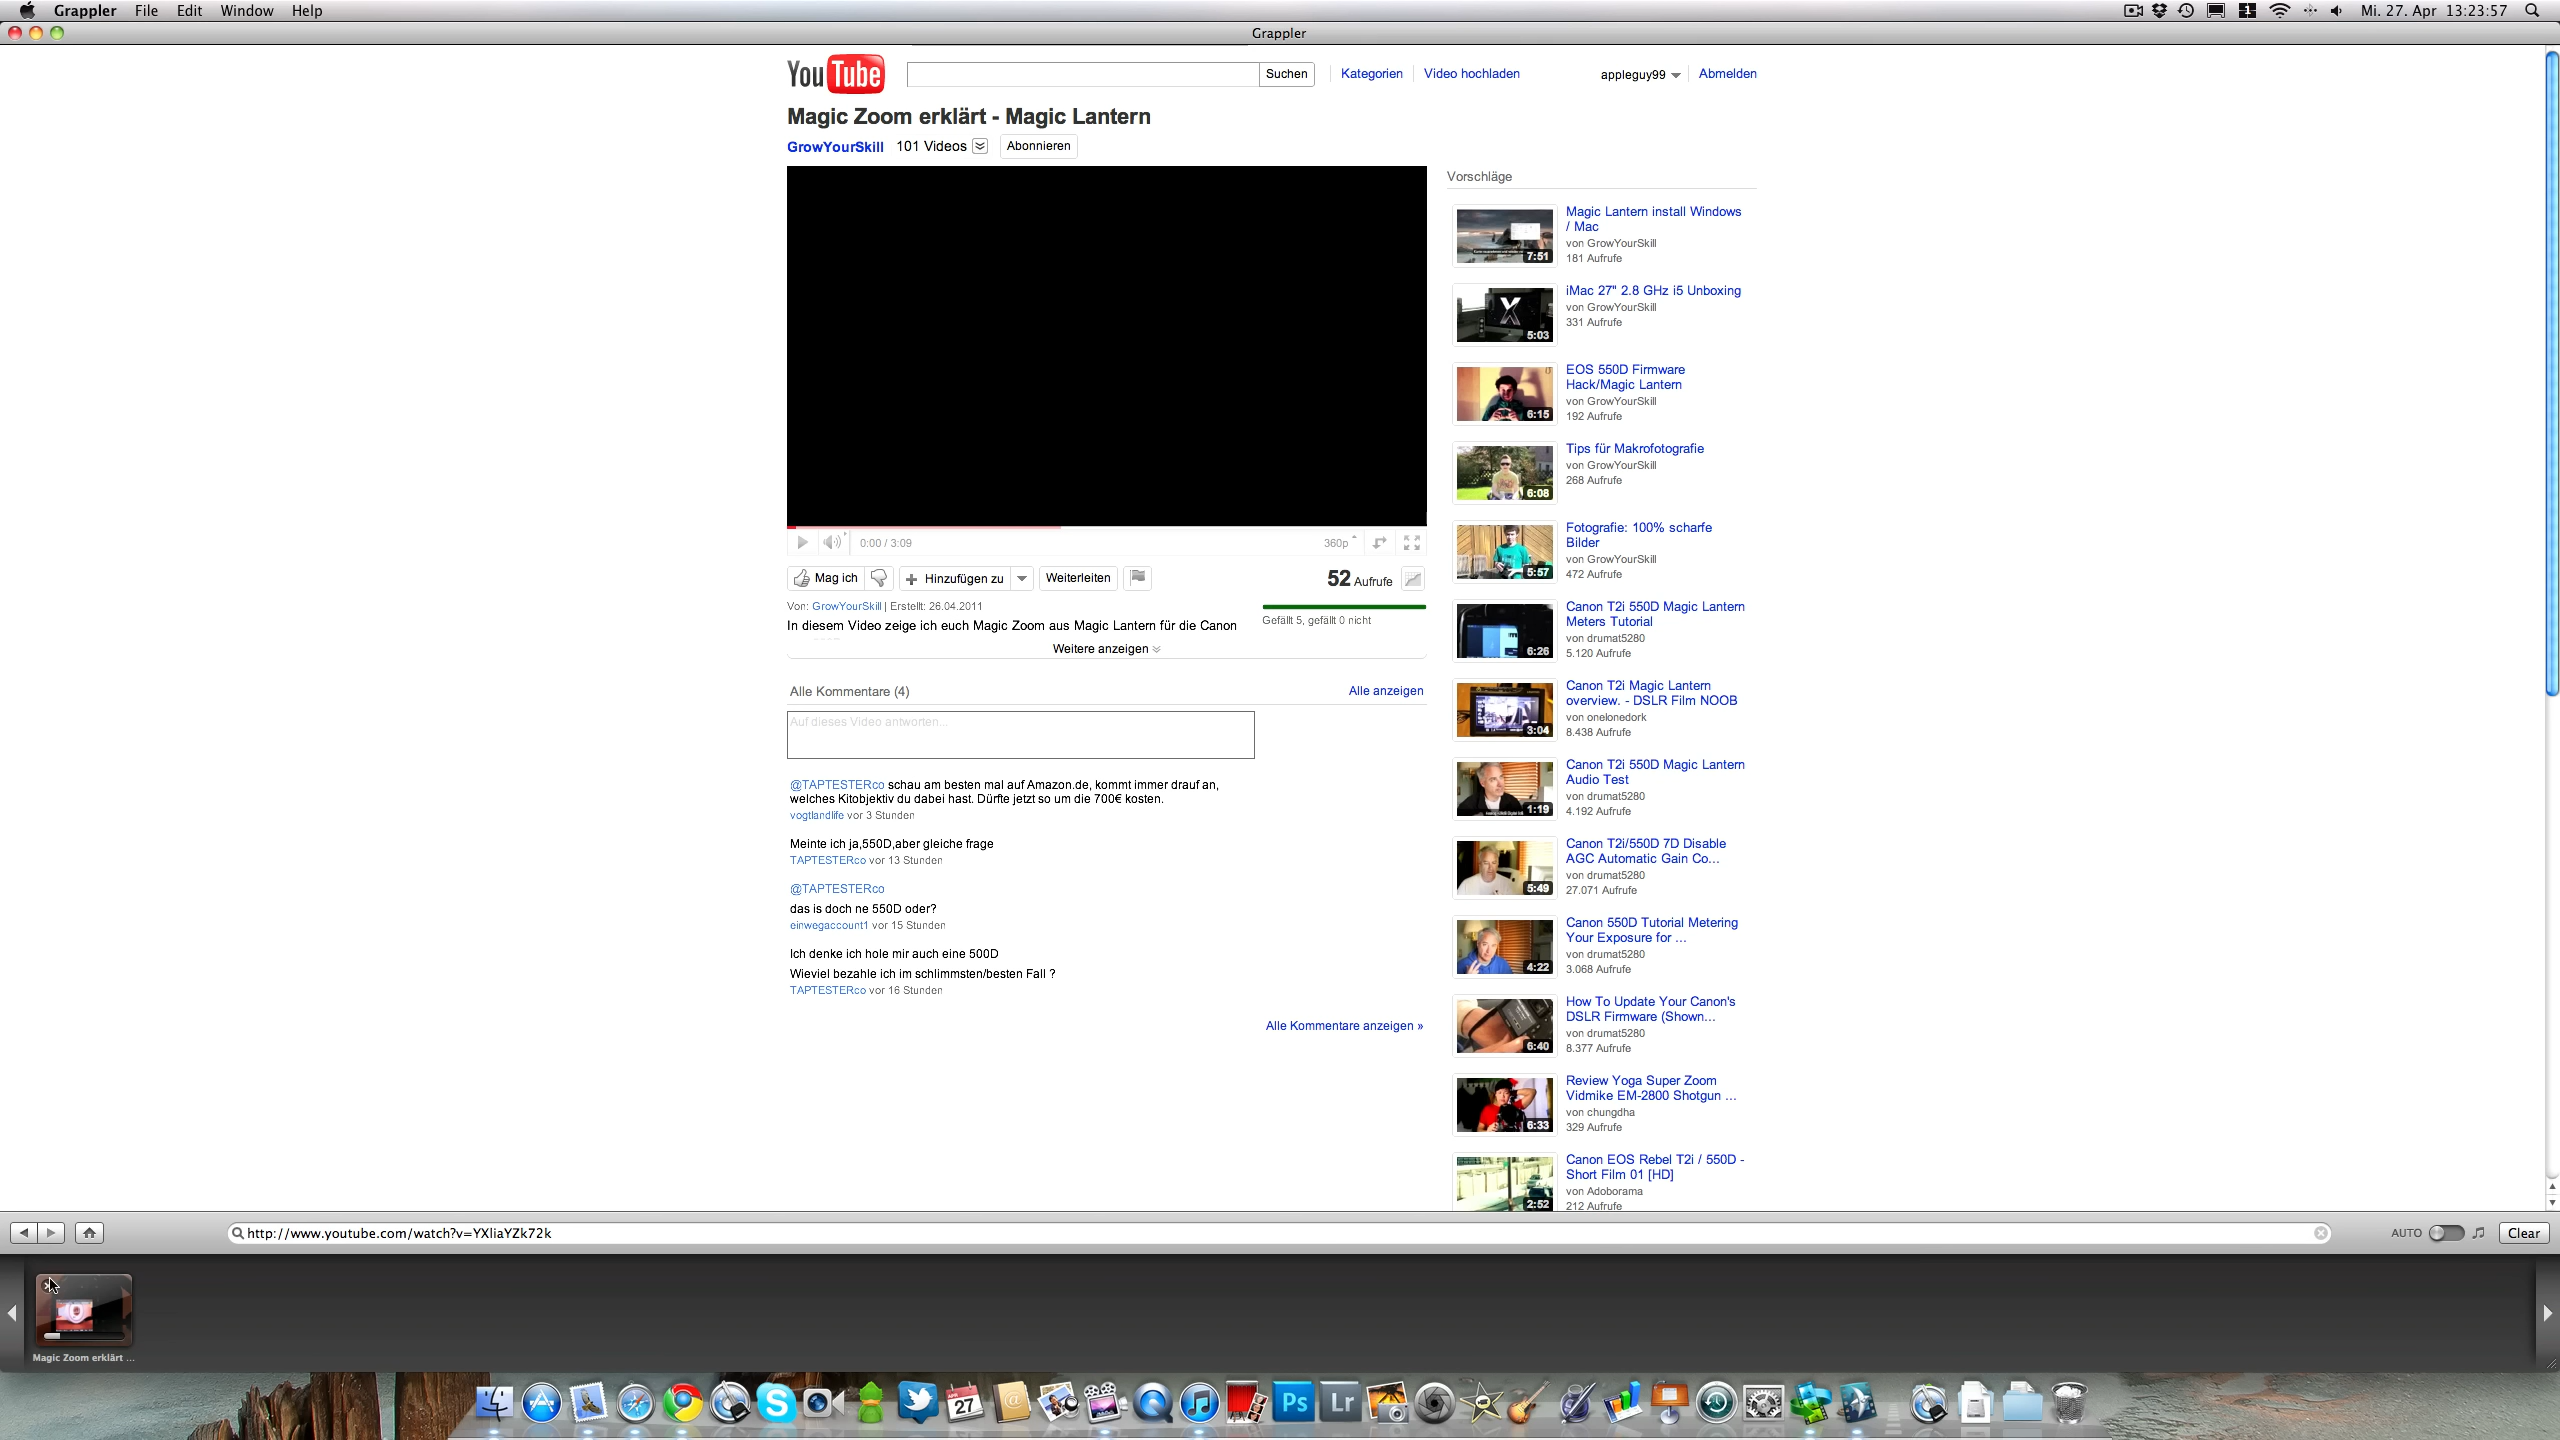 Grappler File Edit Window Help
Mi. 27. Apr 13:23:57
Grappler
YouTube
Suchen
Kategorien
Video hochladen
appleguy99
Abmelden
Magic Zoom erklärt - Magic Lantern
GrowYourSkill 101 Videos
Abonnieren
0:00 / 3:09
360p
Mag ich
Hinzufügen zu
Weiterleiten
52 Aufrufe
Von: GrowYourSkill | Erstellt: 26.04.2011
In diesem Video zeige ich euch Magic Zoom aus Magic Lantern für die Canon
Gefällt 5, gefällt 0 nicht
Weitere anzeigen
Alle Kommentare (4)
Alle anzeigen
Auf dieses Video antworten...
@TAPTESTERco schau am besten mal auf Amazon.de, kommt immer drauf an,
welches Kitobjektiv du dabei hast. Dürfte jetzt so um die 700€ kosten.
vogtlandlife vor 3 Stunden
Meinte ich ja,550D,aber gleiche frage
TAPTESTERco vor 13 Stunden
@TAPTESTERco
das is doch ne 550D oder?
einwegaccount1 vor 15 Stunden
Ich denke ich hole mir auch eine 500D
Wieviel bezahle ich im schlimmsten/besten Fall ?
TAPTESTERco vor 16 Stunden
Alle Kommentare anzeigen »
Vorschläge
7:51
Magic Lantern install Windows
/ Mac
von GrowYourSkill
181 Aufrufe
5:03
iMac 27" 2.8 GHz i5 Unboxing
von GrowYourSkill
331 Aufrufe
6:15
EOS 550D Firmware
Hack/Magic Lantern
von GrowYourSkill
192 Aufrufe
6:08
Tips für Makrofotografie
von GrowYourSkill
268 Aufrufe
5:57
Fotografie: 100% scharfe
Bilder
von GrowYourSkill
472 Aufrufe
6:26
Canon T2i 550D Magic Lantern
Meters Tutorial
von drumat5280
5.120 Aufrufe
3:04
Canon T2i Magic Lantern
overview. - DSLR Film NOOB
von onelonedork
8.438 Aufrufe
1:19
Canon T2i 550D Magic Lantern
Audio Test
von drumat5280
4.192 Aufrufe
5:49
Canon T2i/550D 7D Disable
AGC Automatic Gain Co...
von drumat5280
27.071 Aufrufe
4:22
Canon 550D Tutorial Metering
Your Exposure for ...
von drumat5280
3.068 Aufrufe
6:40
How To Update Your Canon's
DSLR Firmware (Shown...
von drumat5280
8.377 Aufrufe
6:33
Review Yoga Super Zoom
Vidmike EM-2800 Shotgun ...
von chungdha
329 Aufrufe
2:52
Canon EOS Rebel T2i / 550D -
Short Film 01 [HD]
von Adoborama
212 Aufrufe
http://www.youtube.com/watch?v=YXliaYZk72k
AUTO
Clear
Magic Zoom erklärt ...
27
Ps
Lr